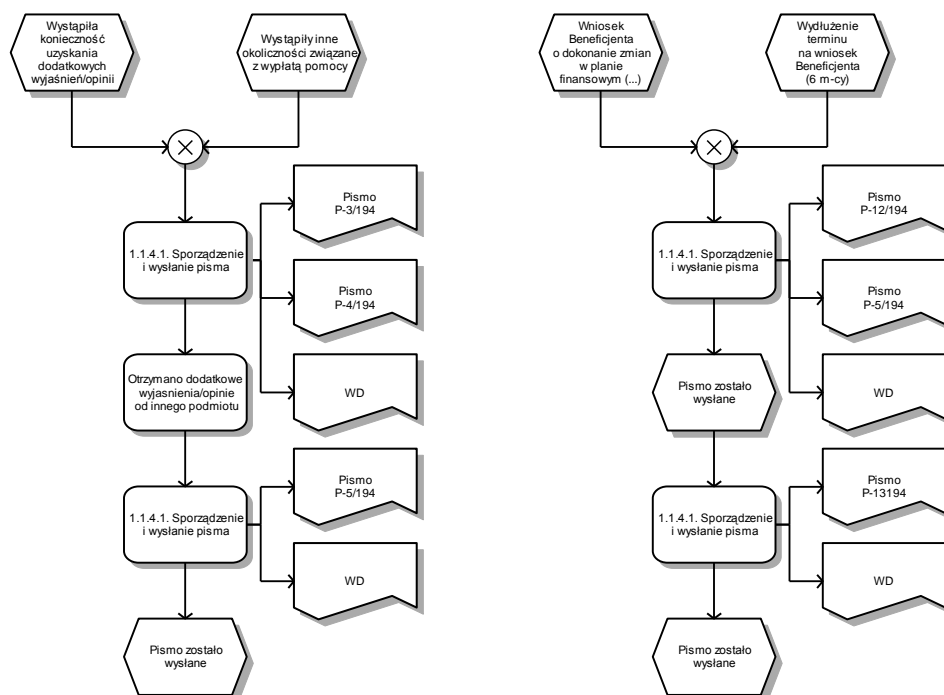 Wystąpiła
konieczność
uzyskania
dodatkowych
wyjaśnień/opinii
Wystąpiły inne
okoliczności związane
z wypłatą pomocy
Pismo
P-3/194
1.1.4.1. Sporządzenie
i wysłanie pisma
Pismo
P-4/194
Otrzymano dodatkowe
wyjasnienia/opinie
od innego podmiotu
WD
Pismo
P-5/194
1.1.4.1. Sporządzenie
i wysłanie pisma
WD
Pismo zostało
wysłane
Wniosek
Beneficjenta
o dokonanie zmian
w planie
finansowym (...)
Wydłużenie
terminu
na wniosek
Beneficjenta
(6 m-cy)
Pismo
P-12/194
1.1.4.1. Sporządzenie
i wysłanie pisma
Pismo
P-5/194
Pismo zostało
wysłane
WD
Pismo
P-13194
1.1.4.1. Sporządzenie
i wysłanie pisma
WD
Pismo zostało
wysłane